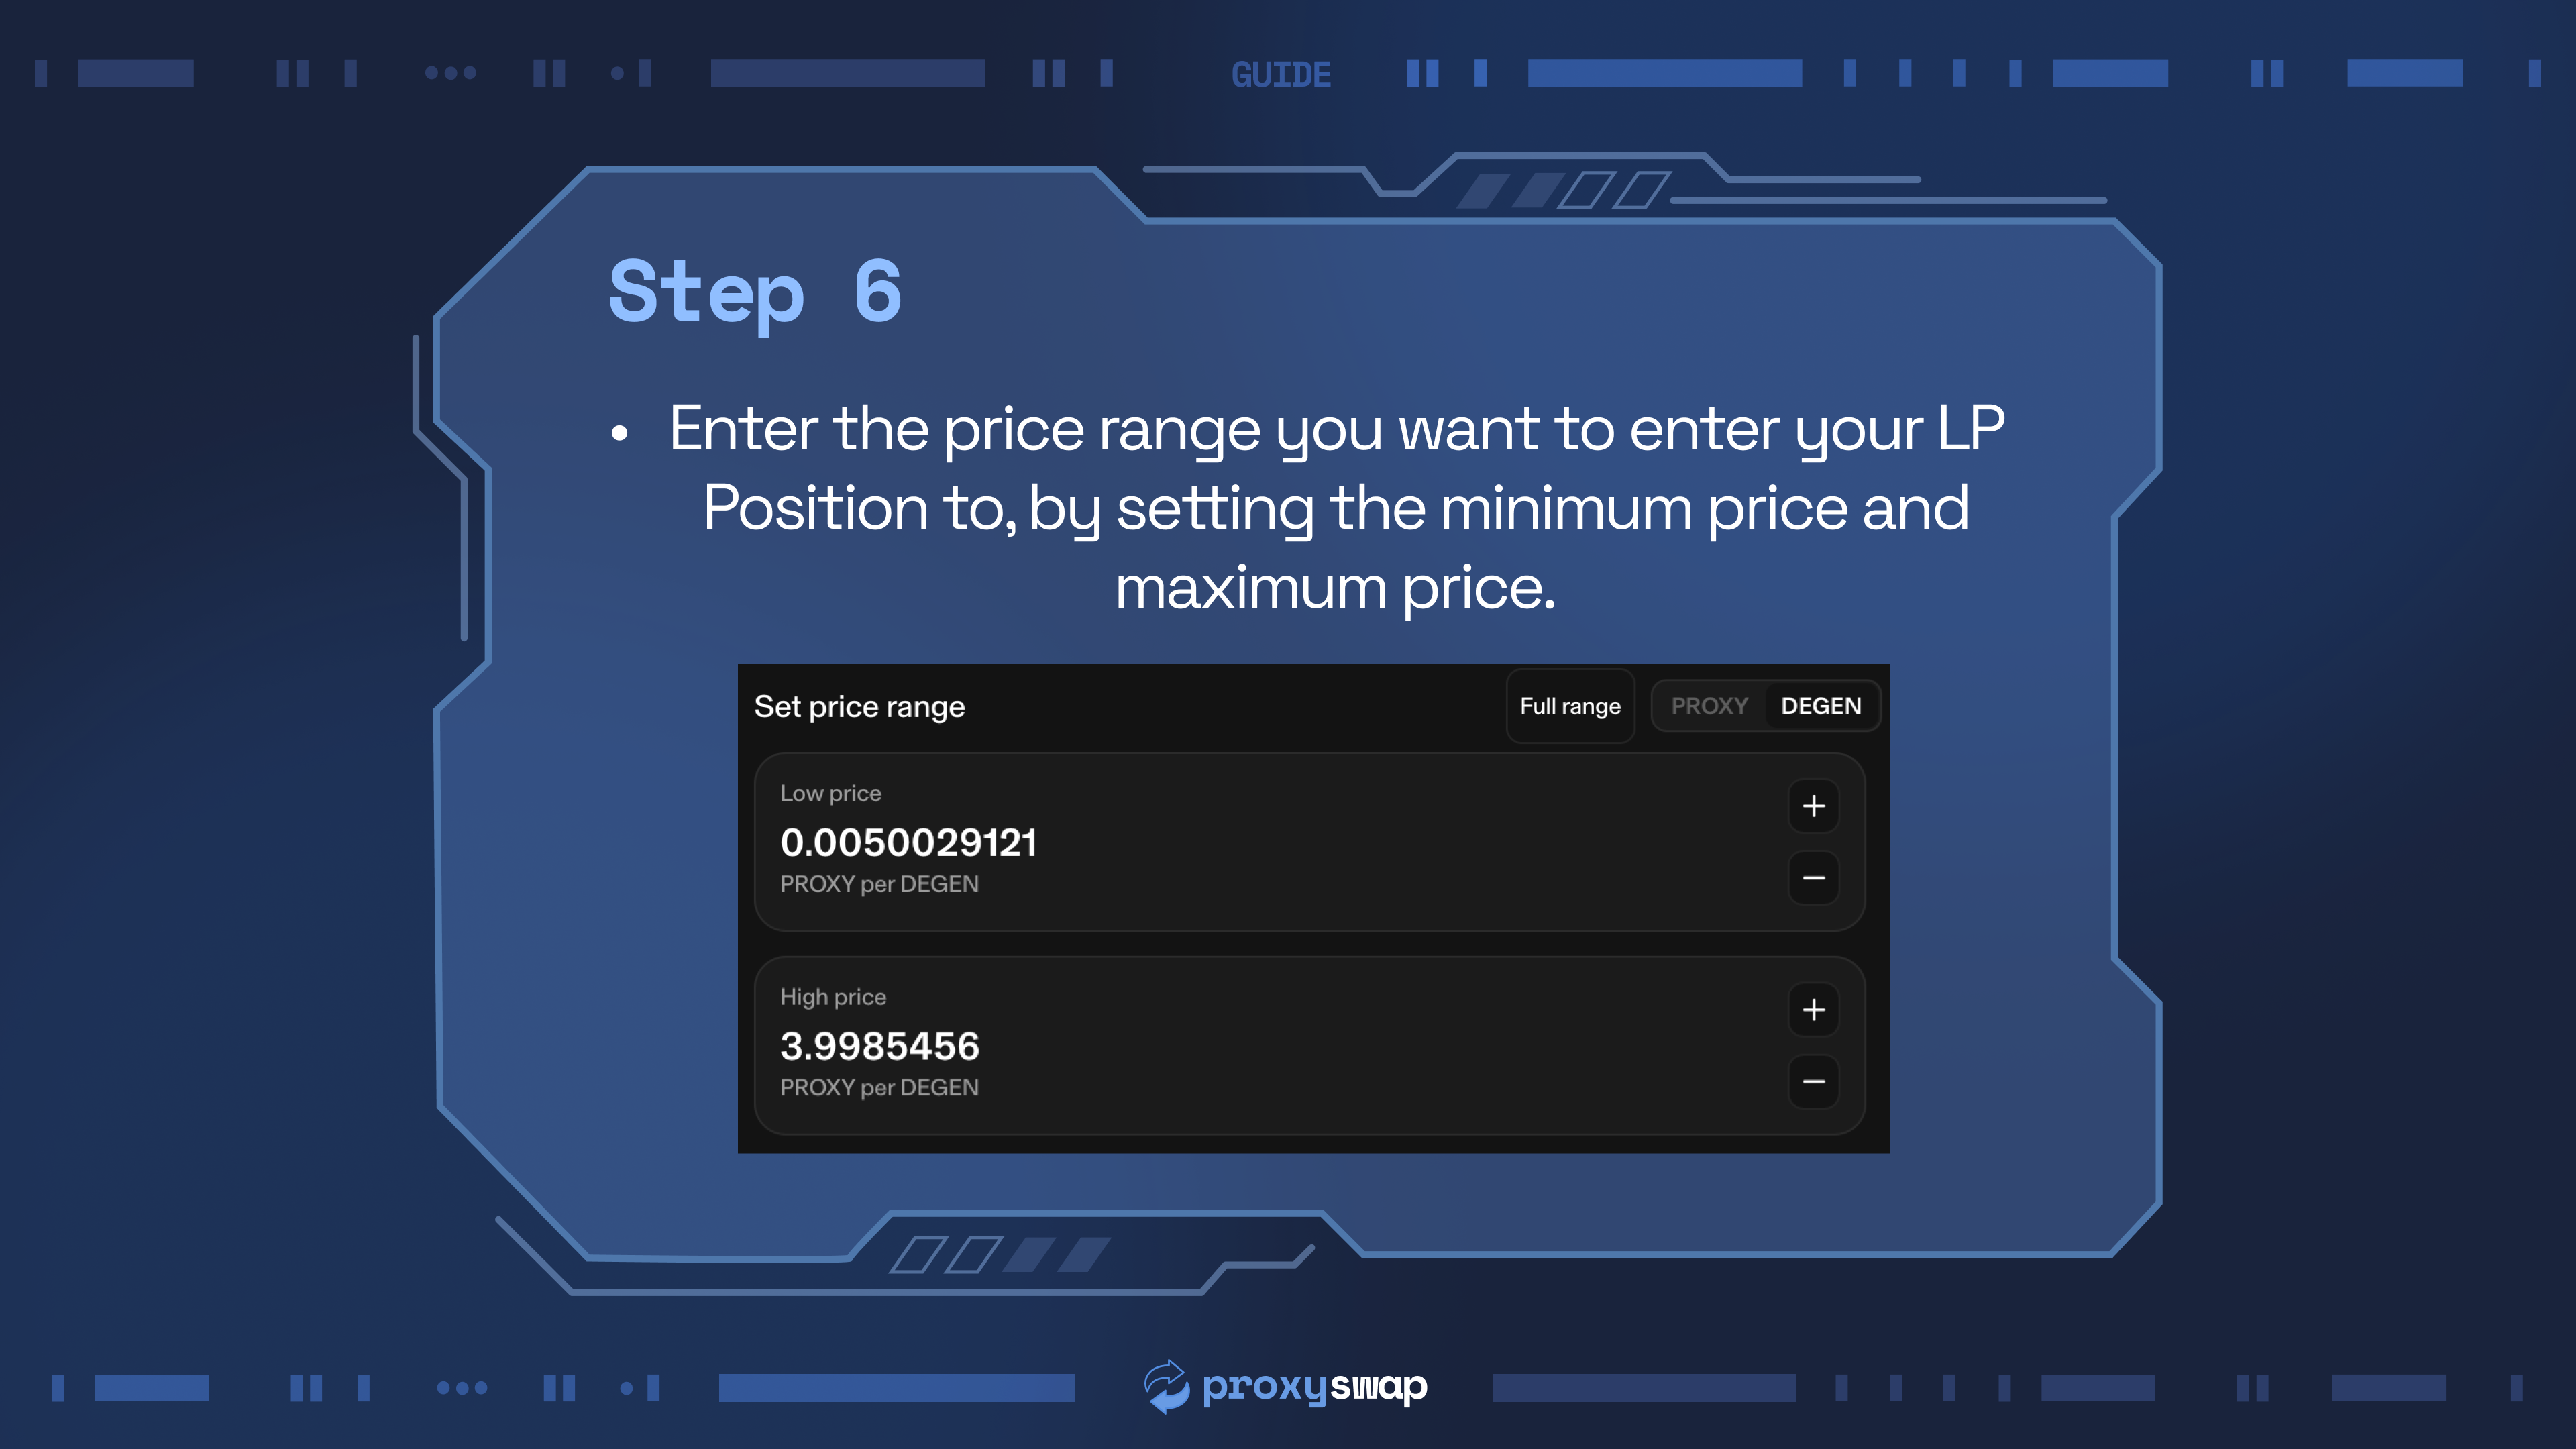 GUIDE
Step 6
• Enter the price range you want to enter your LP
Position to, by setting the minimum price and
maximum price.
Set price range
Full range
PROXY DEGEN
Low price
0.0050029121
PROXY per DEGEN
+
−
High price
3.9985456
PROXY per DEGEN
+
−
proxyswap